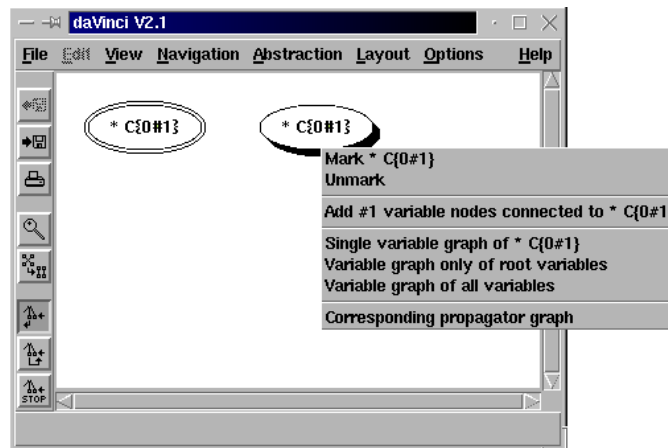 daVinci V2.1
File Edit View Navigation Abstraction Layout Options Help
* C{0#1} * C{0#1}
Mark * C{0#1}
Unmark
Add #1 variable nodes connected to * C{0#1
Single variable graph of * C{0#1}
Variable graph only of root variables
Variable graph of all variables
Corresponding propagator graph
STOP